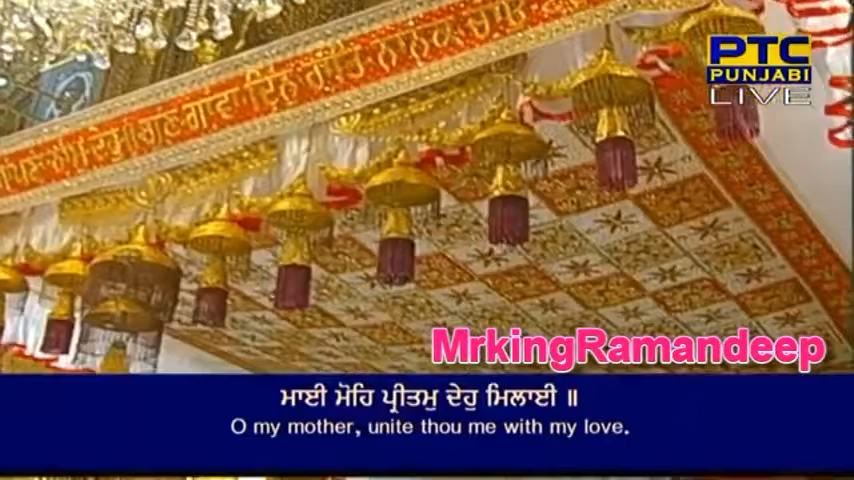 PTC
PUNJABI
LIVE
MrkingRamandeep
ਮਾਈ ਮੋਹਿ ਪ੍ਰੀਤਮੁ ਦੇਹੁ ਮਿਲਾਈ ॥
O my mother, unite thou me with my love.